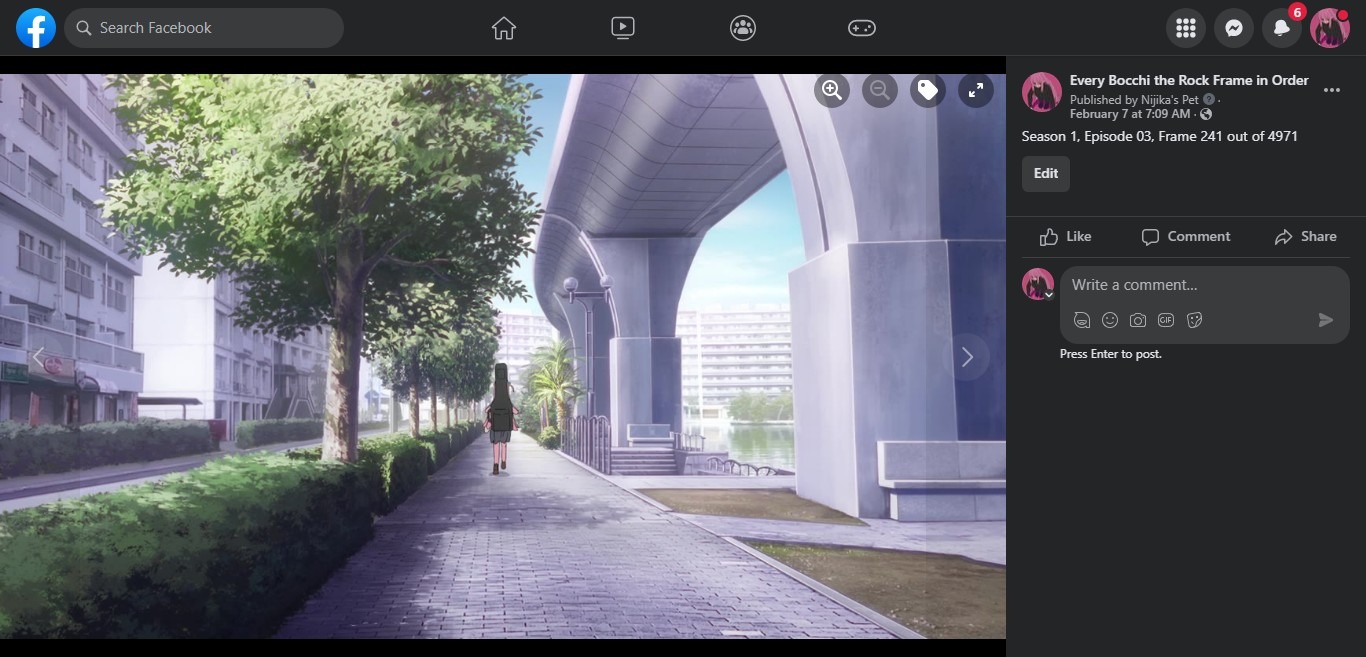 Search Facebook
6
Every Bocchi the Rock Frame in Order
Published by Nijika's Pet ·
February 7 at 7:09 AM ·
Season 1, Episode 03, Frame 241 out of 4971
Edit
Like
Comment
Share
Write a comment...
GIF
Press Enter to post.